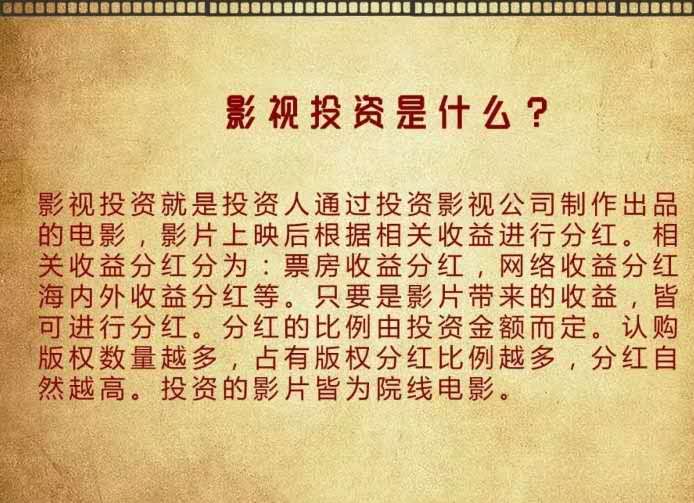 影视投资是什么？
影视投资就是投资人通过投资影视公司制作出品
的电影，影片上映后根据相关收益进行分红。相
关收益分红分为：票房收益分红，网络收益分红
海内外收益分红等。只要是影片带来的收益，皆
可进行分红。分红的比例由投资金额而定。认购
版权数量越多，占有版权分红比例越多，分红自
然越高。投资的影片皆为院线电影。